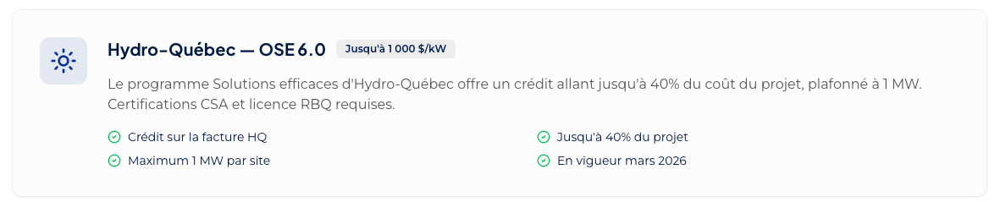 Hydro-Québec — OSE 6.0
Jusqu'à 1 000 $/kW
Le programme Solutions efficaces d'Hydro-Québec offre un crédit allant jusqu'à 40% du coût du projet, plafonné à 1 MW.
Certifications CSA et licence RBQ requises.
Crédit sur la facture HQ
Jusqu'à 40% du projet
Maximum 1 MW par site
En vigueur mars 2026